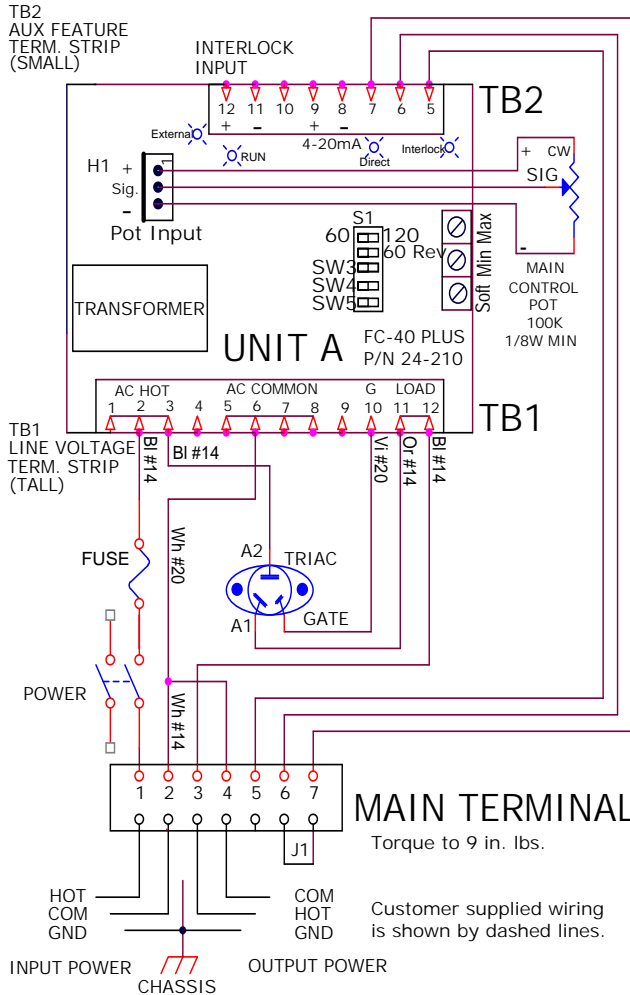 TB2
AUX FEATURE
TERM. STRIP
(SMALL)
INTERLOCK
INPUT
12 11 10 9 8 7 6 5
+ - + -
4-20mA
TB2
External
RUN
Direct
Interlock
H1 + 1
Sig.
-
Pot Input
+ CW
SIG
-
MAIN
CONTROL
POT
100K
1/8W MIN
S1
60 120
60 Rev
SW3
SW4
SW5
Soft Min Max
TRANSFORMER
UNIT A
FC-40 PLUS
P/N 24-210
AC HOT AC COMMON G LOAD
1 2 3 4 5 6 7 8 9 10 11 12
TB1
TB1
LINE VOLTAGE
TERM. STRIP
(TALL)
Bl #14
Bl #14
Vi #20
Or #14
Bl #14
Wh #20
FUSE
A2
TRIAC
GATE
A1
POWER
Wh #14
1 2 3 4 5 6 7
J1
MAIN TERMINAL
Torque to 9 in. lbs.
HOT
COM
GND
COM
HOT
GND
Customer supplied wiring
is shown by dashed lines.
INPUT POWER
OUTPUT POWER
CHASSIS